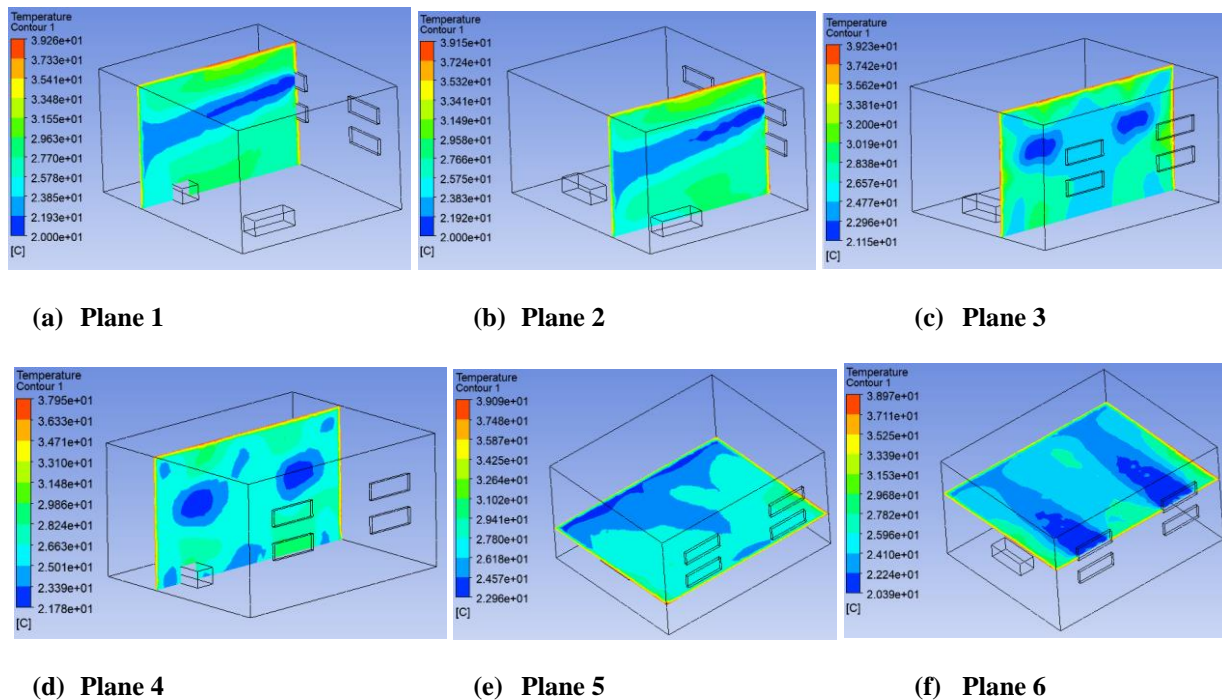 Temperature
Contour 1
3.926e+01
3.733e+01
3.541e+01
3.348e+01
3.155e+01
2.963e+01
2.770e+01
2.578e+01
2.385e+01
2.193e+01
2.000e+01
[C]
Temperature
Contour 1
3.915e+01
3.724e+01
3.532e+01
3.341e+01
3.149e+01
2.958e+01
2.766e+01
2.575e+01
2.383e+01
2.192e+01
2.000e+01
[C]
Temperature
Contour 1
3.923e+01
3.742e+01
3.562e+01
3.381e+01
3.200e+01
3.019e+01
2.838e+01
2.657e+01
2.477e+01
2.296e+01
2.115e+01
[C]
(a) Plane 1
(b) Plane 2
(c) Plane 3
Temperature
Contour 1
3.795e+01
3.633e+01
3.471e+01
3.310e+01
3.148e+01
2.986e+01
2.824e+01
2.663e+01
2.501e+01
2.339e+01
2.178e+01
[C]
Temperature
Contour 1
3.909e+01
3.748e+01
3.587e+01
3.425e+01
3.264e+01
3.102e+01
2.941e+01
2.780e+01
2.618e+01
2.457e+01
2.296e+01
[C]
Temperature
Contour 1
3.897e+01
3.711e+01
3.525e+01
3.339e+01
3.153e+01
2.968e+01
2.782e+01
2.596e+01
2.410e+01
2.224e+01
2.039e+01
[C]
(d) Plane 4
(e) Plane 5
(f) Plane 6